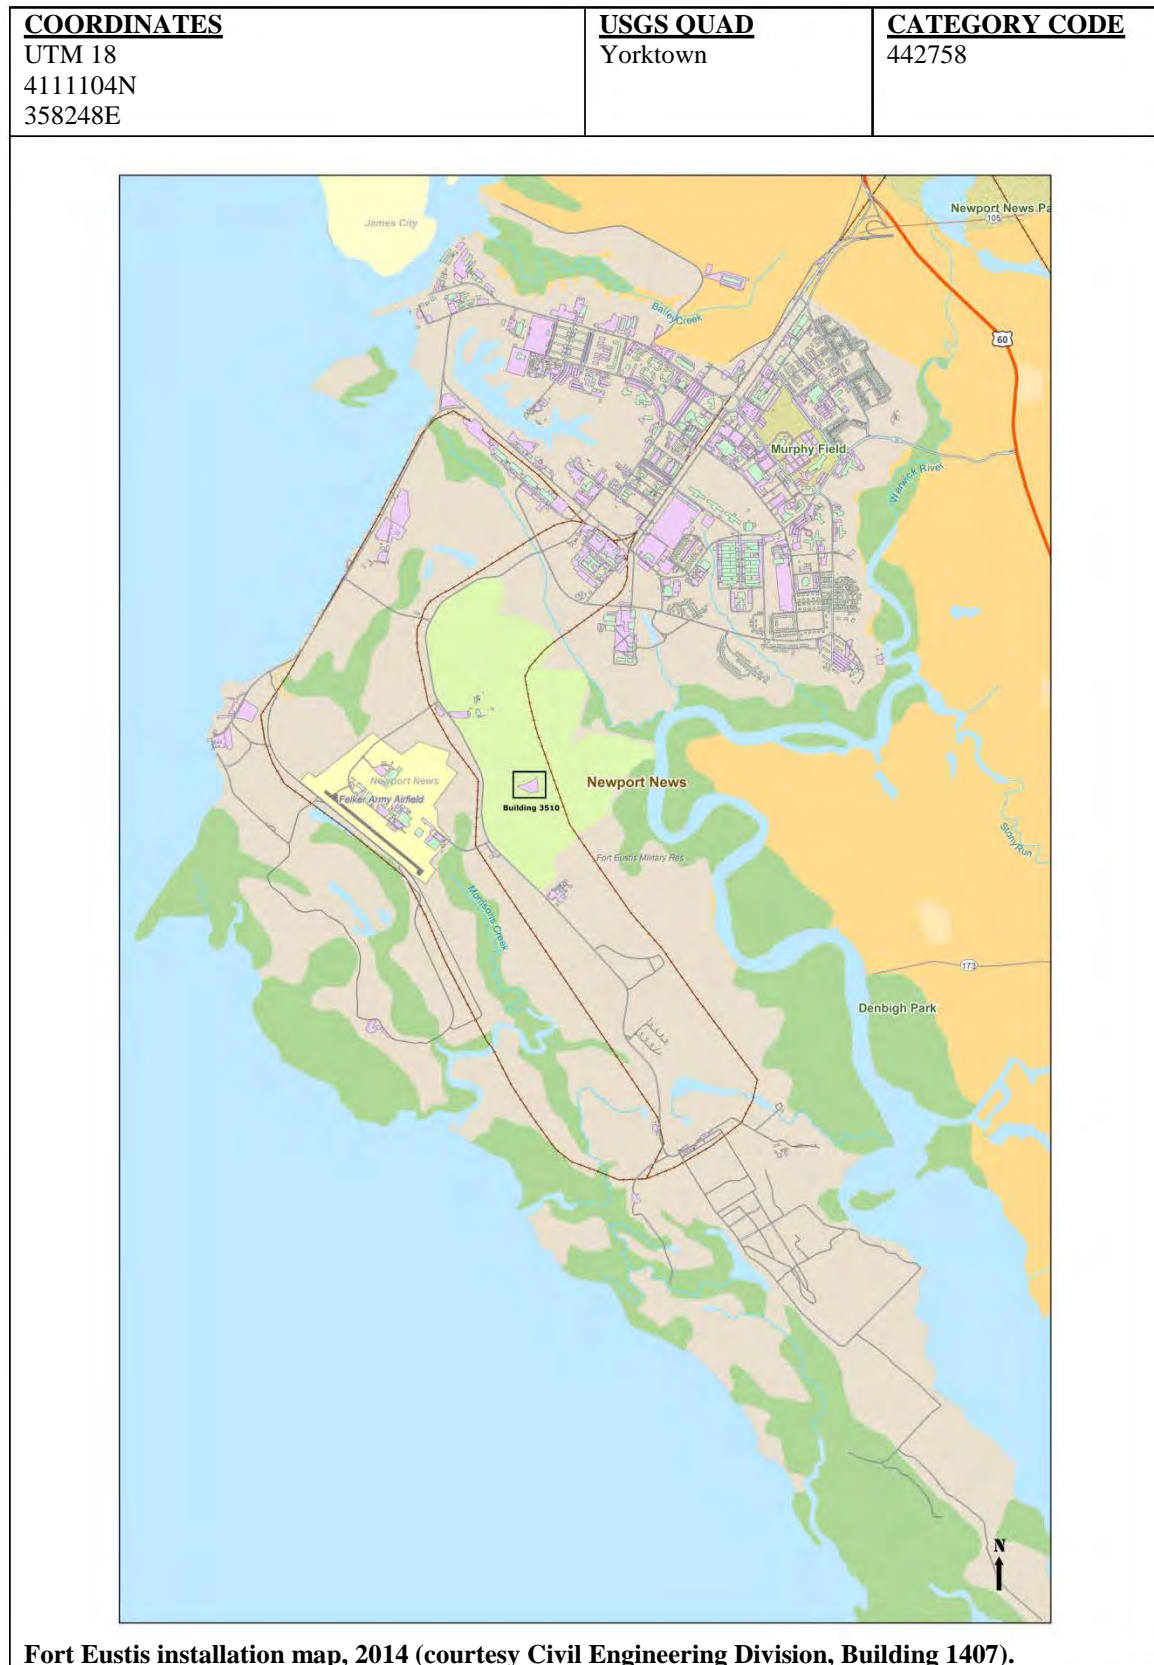 COORDINATES
UTM 18
4111104N
358248E
USGS QUAD
Yorktown
CATEGORY CODE
442758
James City
Newport News Pa
105
Bailey Creek
60
Murphy Field
Warwick River
Newport News
Felker Army Airfield
Building 3510
Newport News
Fort Eustis Military Res
Stony Run
Morrisons Creek
173
Denbigh Park
N
Fort Eustis installation map, 2014 (courtesy Civil Engineering Division, Building 1407).